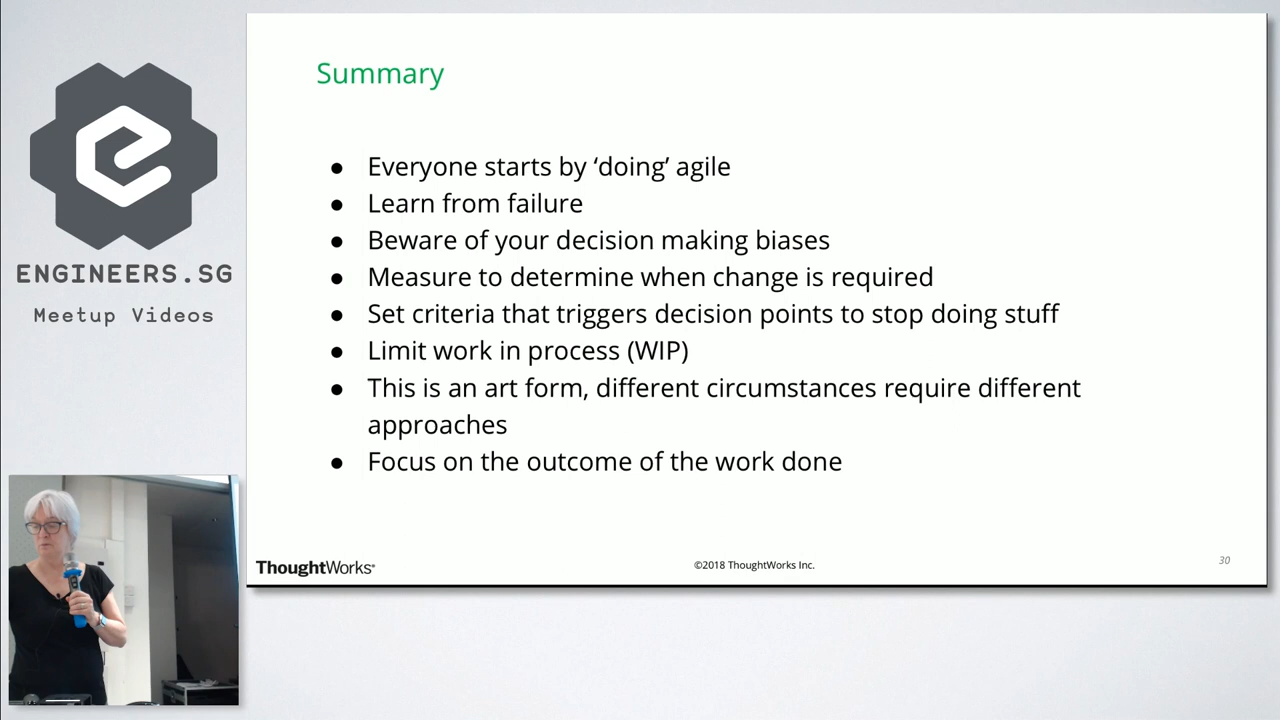 ENGINEERS.SG
Meetup Videos
Summary
● Everyone starts by ‘doing’ agile
● Learn from failure
● Beware of your decision making biases
● Measure to determine when change is required
● Set criteria that triggers decision points to stop doing stuff
● Limit work in process (WIP)
● This is an art form, different circumstances require different
approaches
● Focus on the outcome of the work done
ThoughtWorks®
©2018 ThoughtWorks Inc.
30